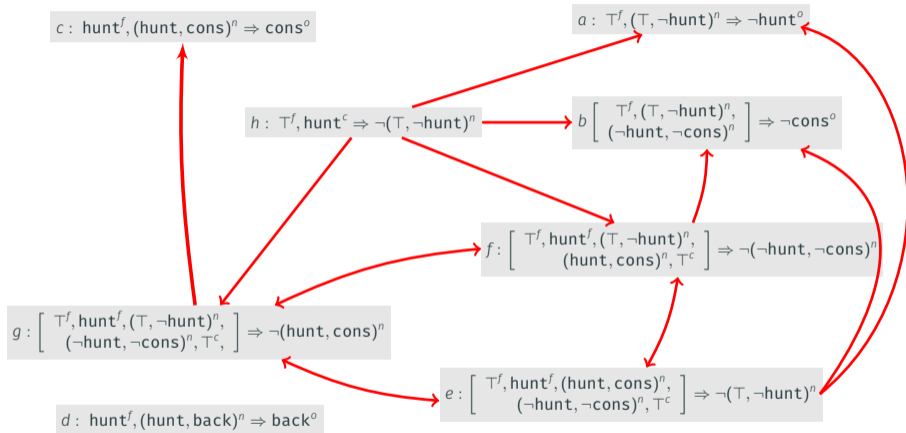 c : hunt^f, (hunt, cons)^n ⇒ cons^o
a : ⊤^f, (⊤, ¬hunt)^n ⇒ ¬hunt^o
h : ⊤^f, hunt^c ⇒ ¬(⊤, ¬hunt)^n
b [ ⊤^f, (⊤, ¬hunt)^n,
(¬hunt, ¬cons)^n ] ⇒ ¬cons^o
f : [ ⊤^f, hunt^f, (⊤, ¬hunt)^n,
(hunt, cons)^n, ⊤^c ] ⇒ ¬(¬hunt, ¬cons)^n
g : [ ⊤^f, hunt^f, (⊤, ¬hunt)^n,
(¬hunt, ¬cons)^n, ⊤^c, ] ⇒ ¬(hunt, cons)^n
e : [ ⊤^f, hunt^f, (hunt, cons)^n,
(¬hunt, ¬cons)^n, ⊤^c ] ⇒ ¬(⊤, ¬hunt)^n
d : hunt^f, (hunt, back)^n ⇒ back^o